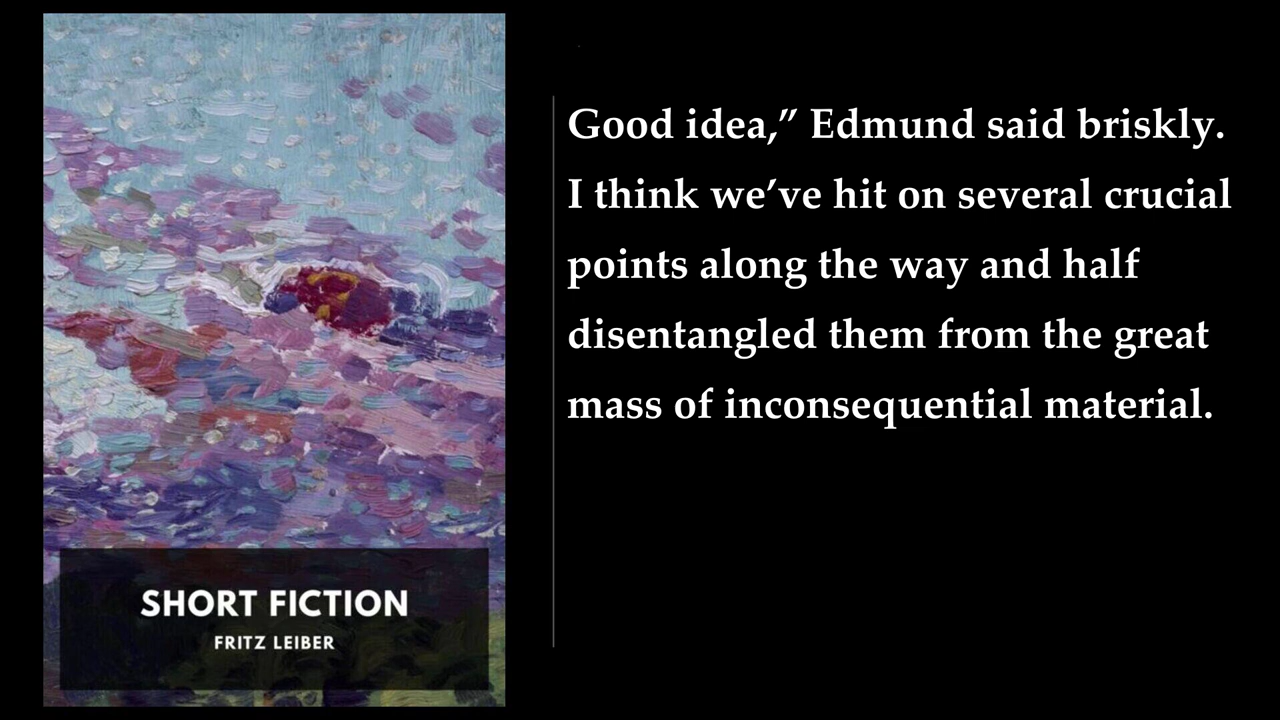 SHORT FICTION
FRITZ LEIBER
Good idea,” Edmund said briskly.
I think we’ve hit on several crucial
points along the way and half
disentangled them from the great
mass of inconsequential material.